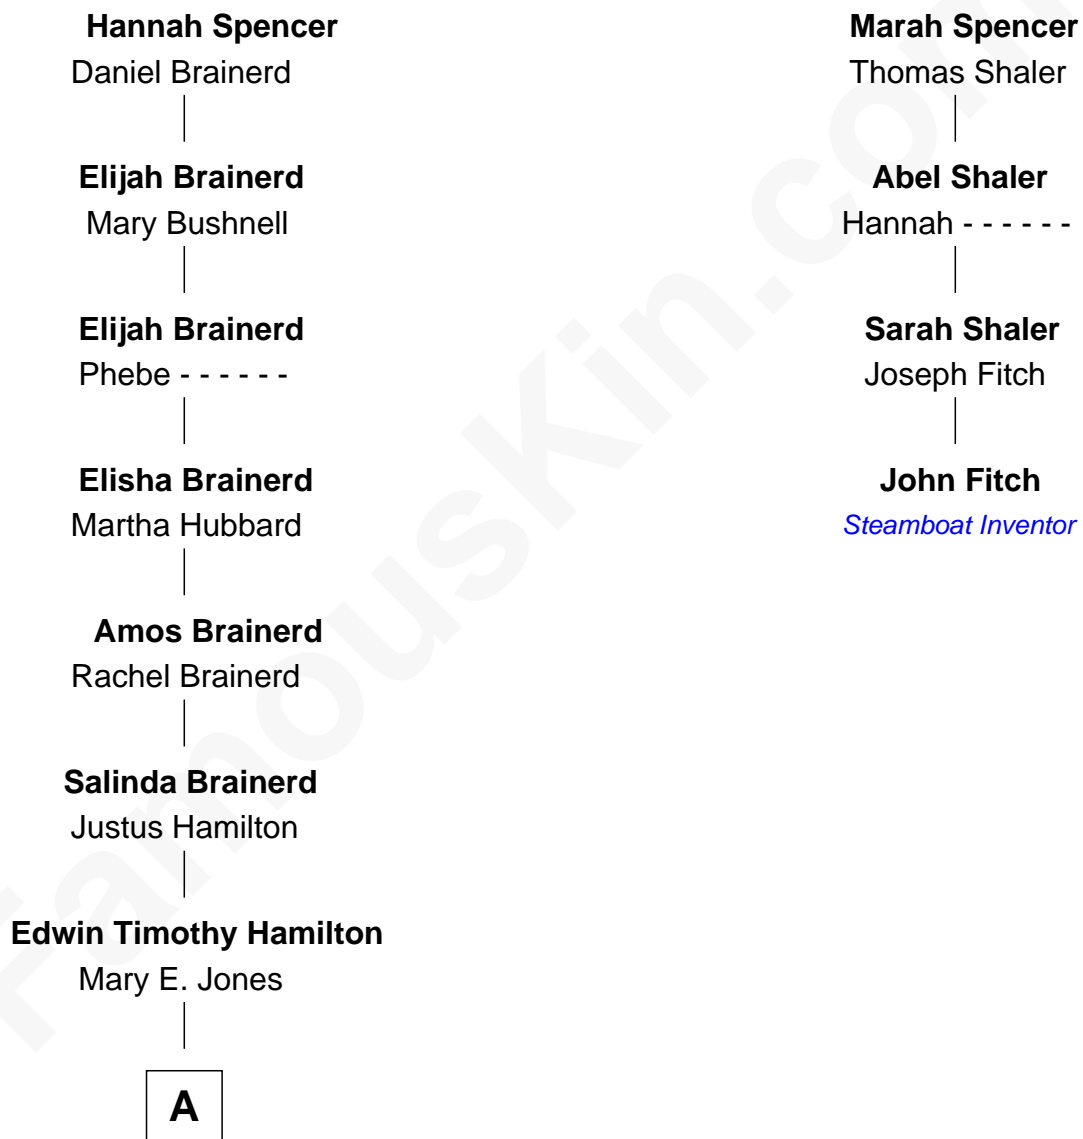 Hannah Spencer
Daniel Brainerd
Elijah Brainerd
Mary Bushnell
Elijah Brainerd
Phebe - - - - - -
Elisha Brainerd
Martha Hubbard
Amos Brainerd
Rachel Brainerd
Salinda Brainerd
Justus Hamilton
Edwin Timothy Hamilton
Mary E. Jones
A
Marah Spencer
Thomas Shaler
Abel Shaler
Hannah - - - - - -
Sarah Shaler
Joseph Fitch
John Fitch
Steamboat Inventor
FamousKin.com